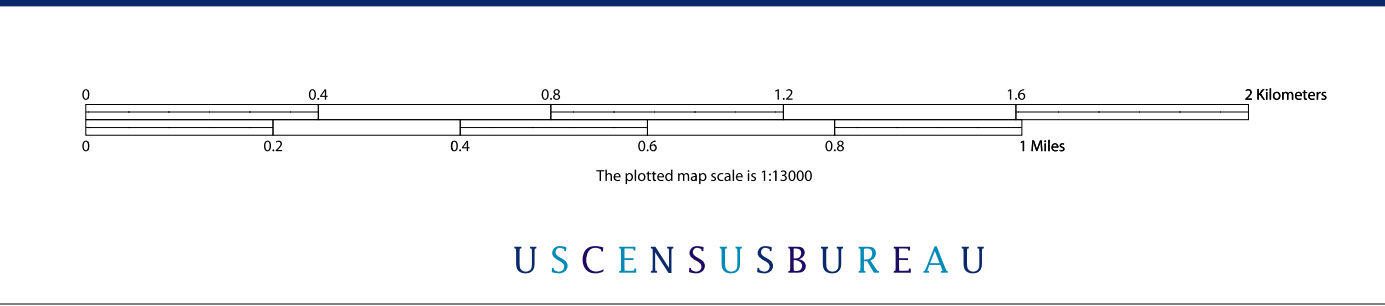 0 0.4 0.8 1.2 1.6 2 Kilometers
0 0.2 0.4 0.6 0.8 1 Miles
The plotted map scale is 1:13000
USCENSUSBUREAU